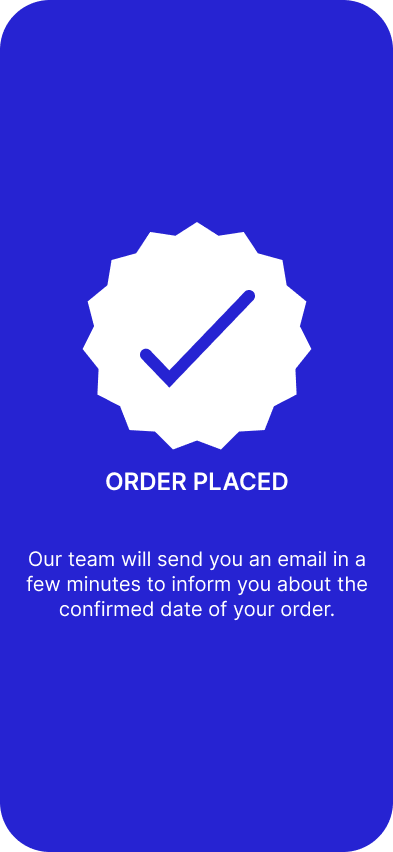 ORDER PLACED
Our team will send you an email in a
few minutes to inform you about the
confirmed date of your order.